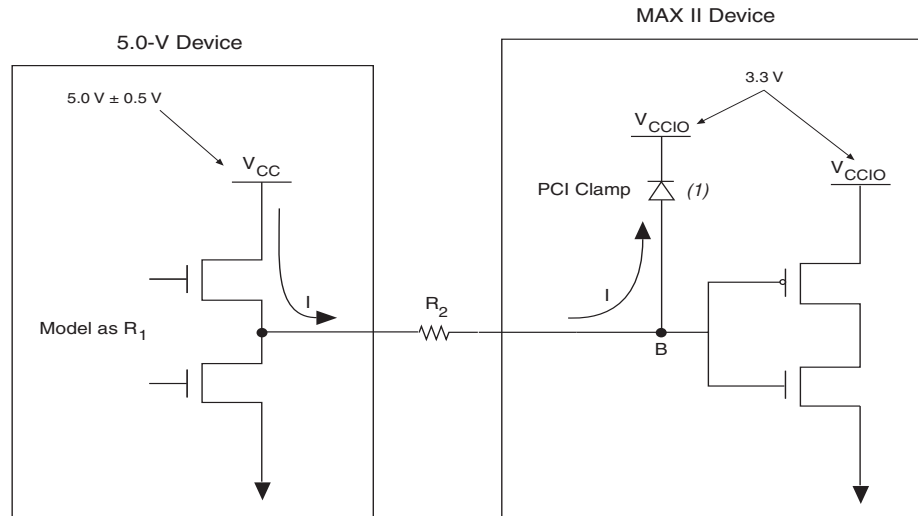 MAX II Device
5.0-V Device
5.0 V ± 0.5 V
3.3 V
VCCIO
VCC
VCCIO
PCI Clamp (1)
I
I
R2
Model as R1
B